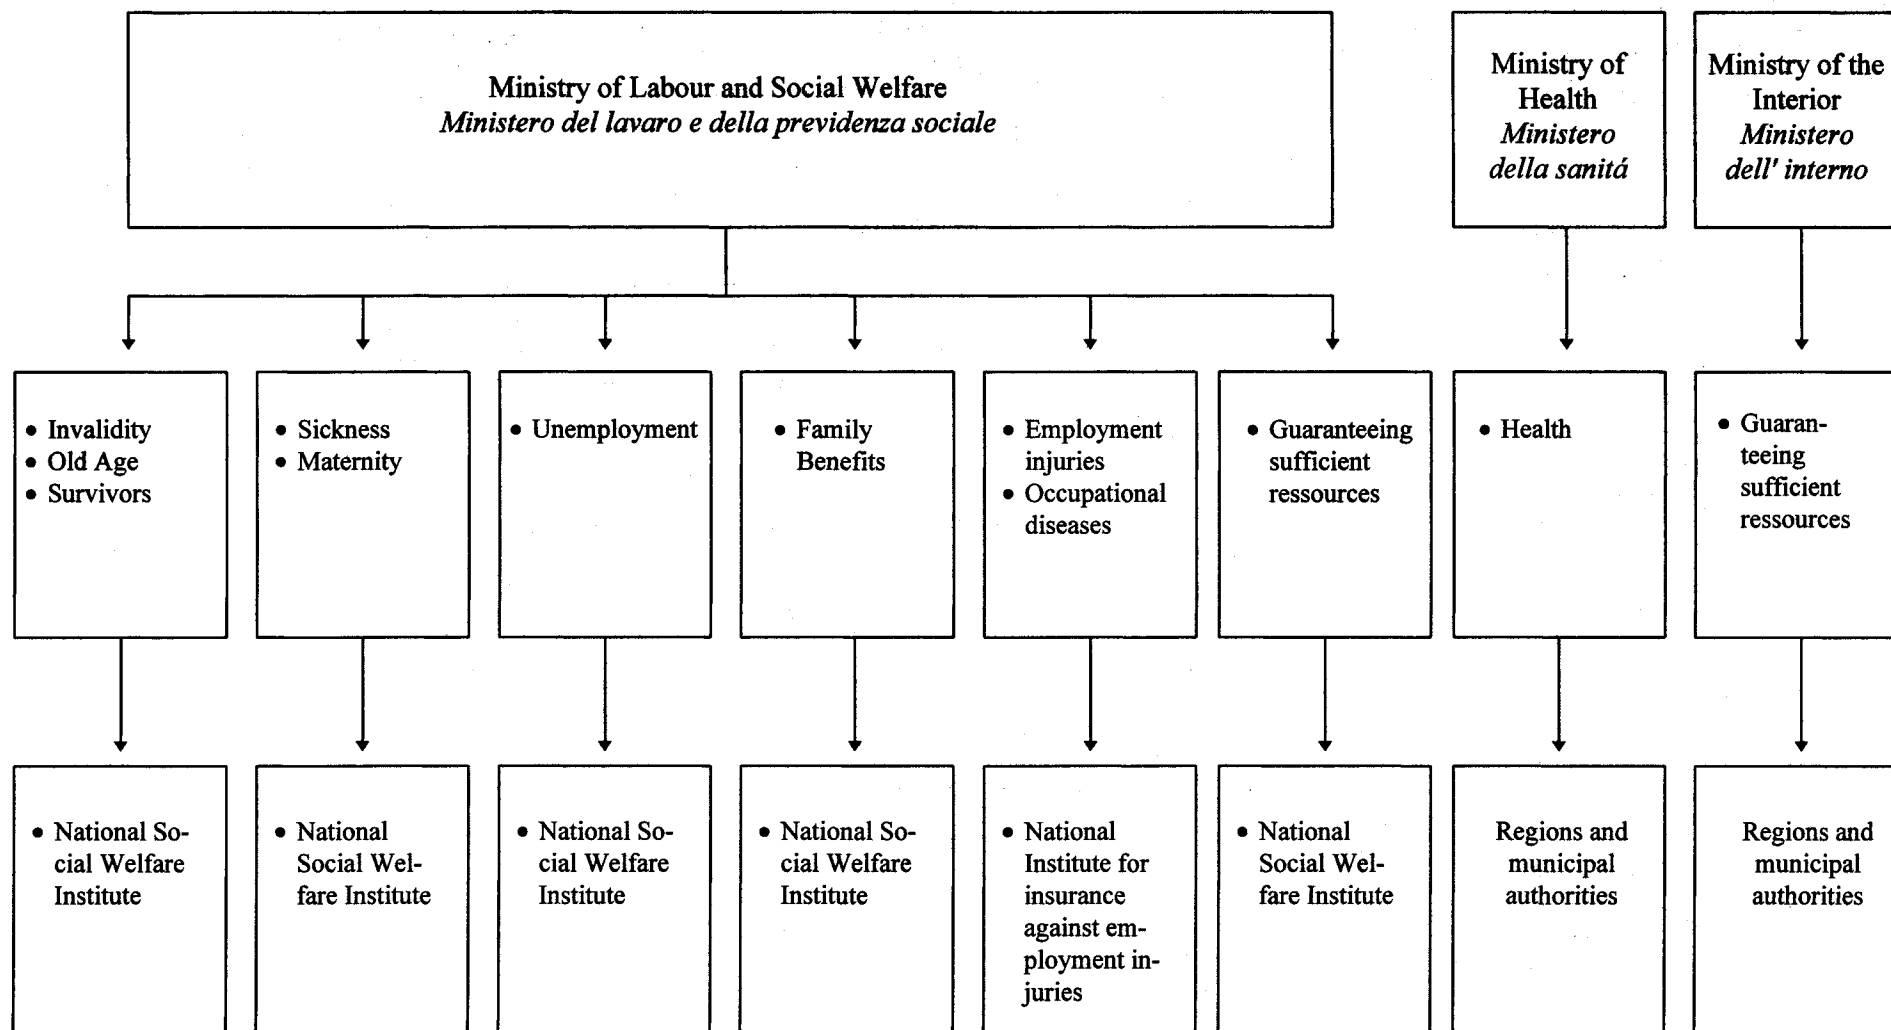 Ministry of Labour and Social Welfare
Ministero del lavaro e della previdenza sociale
Ministry of
Health
Ministero
della sanitá
Ministry of the
Interior
Ministero
dell' interno
• Invalidity
• Old Age
• Survivors
• Sickness
• Maternity
• Unemployment
• Family
Benefits
• Employment
injuries
• Occupational
diseases
• Guaranteeing
sufficient
ressources
• Health
• Guaran-
teeing
sufficient
ressources
• National So-
cial Welfare
Institute
• National
Social Wel-
fare Institute
• National So-
cial Welfare
Institute
• National So-
cial Welfare
Institute
• National
Institute for
insurance
against em-
ployment in-
juries
• National
Social Wel-
fare Institute
Regions and
municipal
authorities
Regions and
municipal
authorities